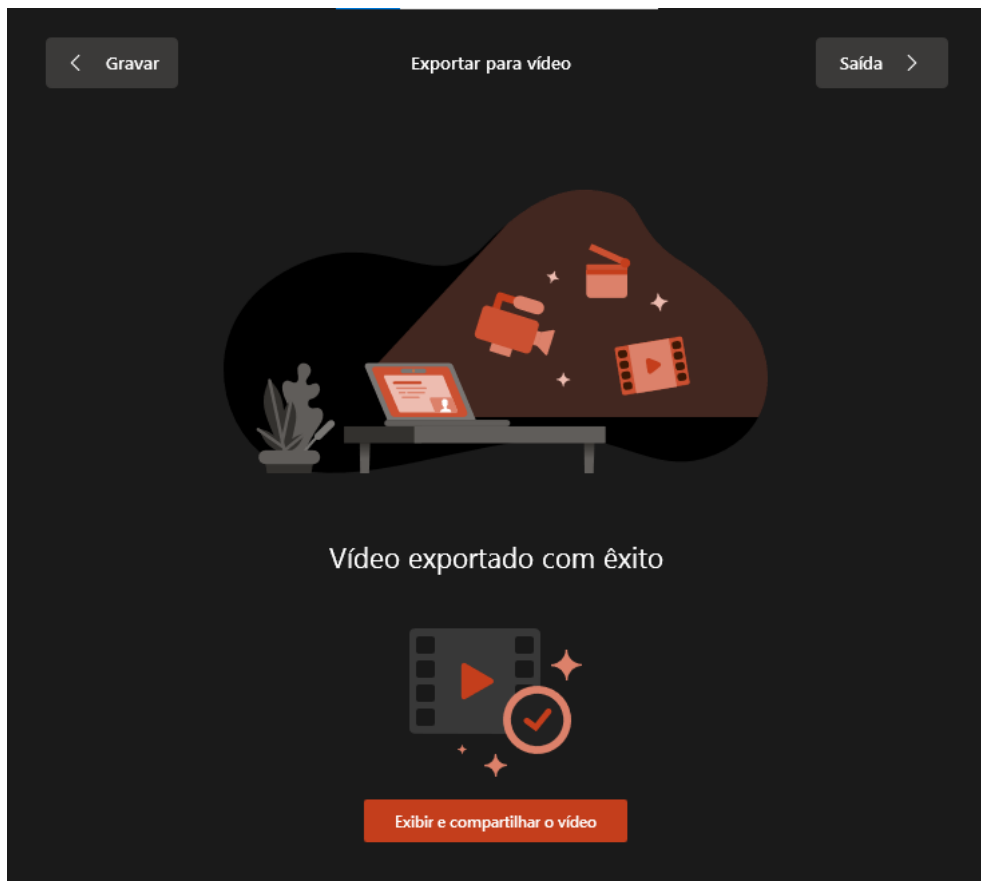 Gravar
Exportar para vídeo
Saída
Vídeo exportado com êxito
Exibir e compartilhar o vídeo